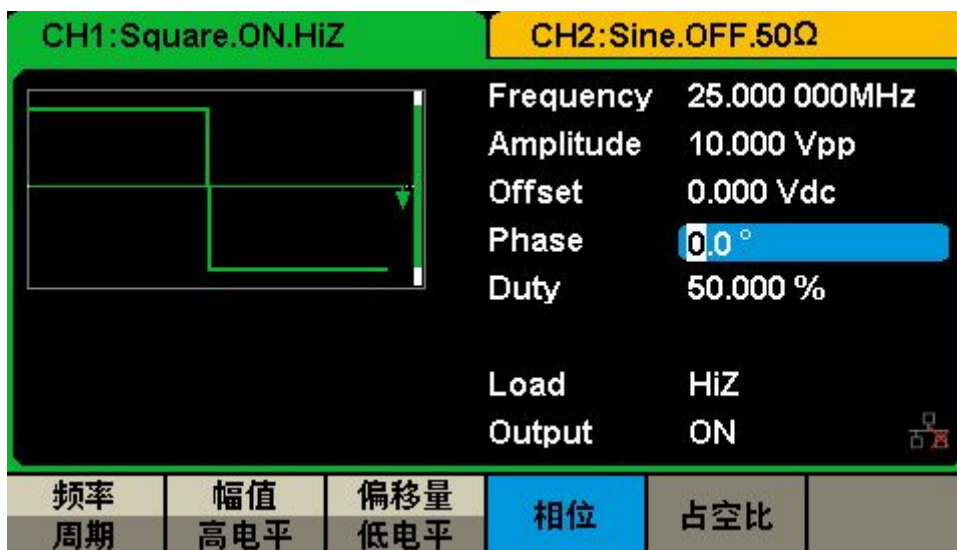 CH1:Square.ON.HiZ
CH2:Sine.OFF.50Ω
Frequency 25.000 000MHz
Amplitude 10.000 Vpp
Offset 0.000 Vdc
Phase 0.0 °
Duty 50.000 %
Load HiZ
Output ON
频率 幅值 偏移量 相位 占空比
周期 高电平 低电平